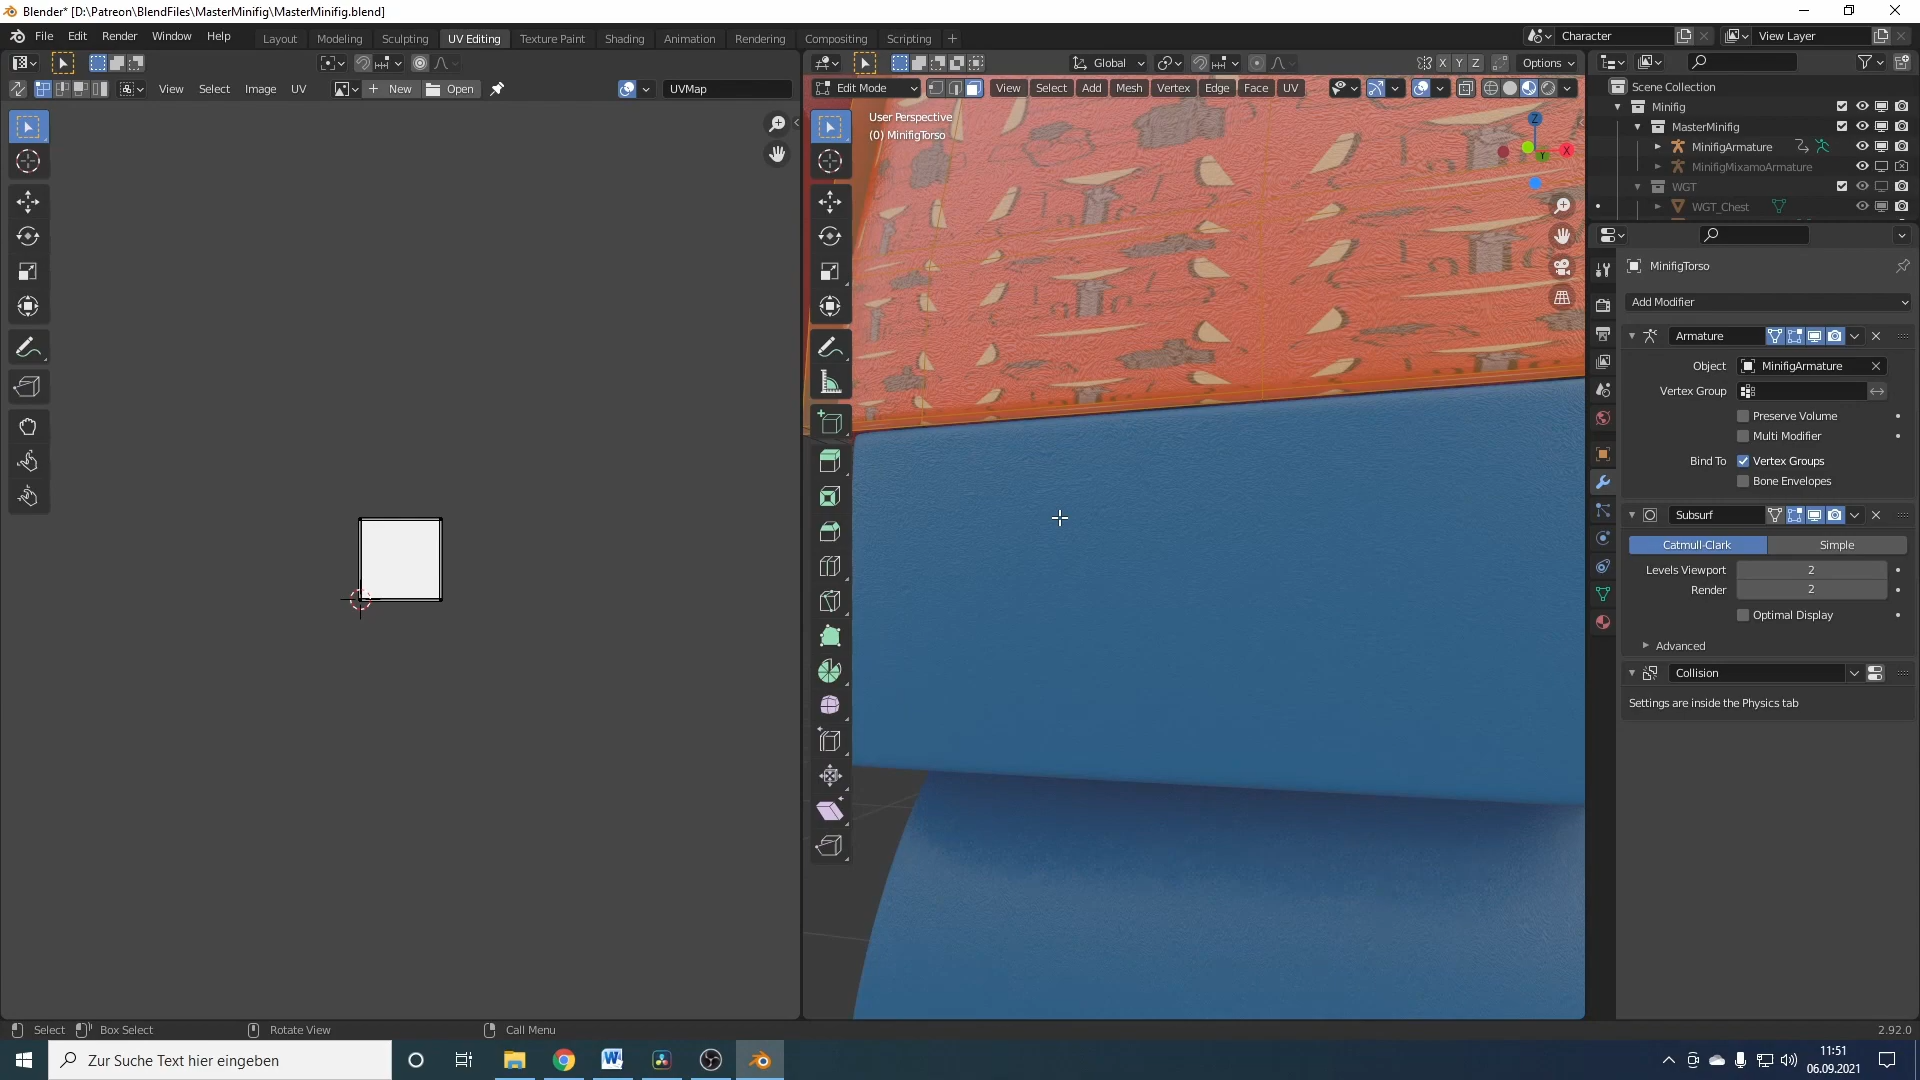 Blender* [D:\Patreon\BlendFiles\MasterMinifig\MasterMinifig.blend]
File Edit Render Window Help Layout Modeling Sculpting UV Editing Texture Paint Shading Animation Rendering Compositing Scripting + Character View Layer
Global X Y Z Options
View Select Image UV + New Open UVMap
Edit Mode View Select Add Mesh Vertex Edge Face UV
User Perspective
(0) MinifigTorso
Z
X
Y
Scene Collection
Minifig
MasterMinifig
MinifigArmature
MinifigMixamoArmature
WGT
WGT_Chest
MinifigTorso
Add Modifier
Armature
Object MinifigArmature
Vertex Group
Preserve Volume
Multi Modifier
Bind To Vertex Groups
Bone Envelopes
Subsurf
Catmull-Clark Simple
Levels Viewport 2
Render 2
Optimal Display
Advanced
Collision
Settings are inside the Physics tab
Select Box Select Rotate View Call Menu 2.92.0
Zur Suche Text hier eingeben
11:51
06.09.2021